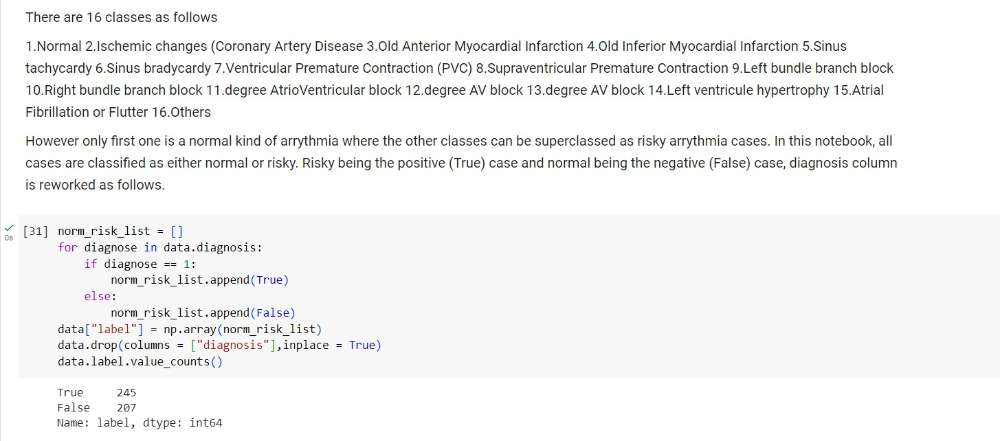 There are 16 classes as follows
1.Normal 2.Ischemic changes (Coronary Artery Disease 3.Old Anterior Myocardial Infarction 4.Old Inferior Myocardial Infarction 5.Sinus
tachycardy 6.Sinus bradycardy 7.Ventricular Premature Contraction (PVC) 8.Supraventricular Premature Contraction 9.Left bundle branch block
10.Right bundle branch block 11.degree AtrioVentricular block 12.degree AV block 13.degree AV block 14.Left ventricule hypertrophy 15.Atrial
Fibrillation or Flutter 16.Others
However only first one is a normal kind of arrythmia where the other classes can be superclassed as risky arrythmia cases. In this notebook, all
cases are classified as either normal or risky. Risky being the positive (True) case and normal being the negative (False) case, diagnosis column
is reworked as follows.
0s
[31] norm_risk_list = []
for diagnose in data.diagnosis:
    if diagnose == 1:
        norm_risk_list.append(True)
    else:
        norm_risk_list.append(False)
data["label"] = np.array(norm_risk_list)
data.drop(columns = ["diagnosis"],inplace = True)
data.label.value_counts()
True     245
False    207
Name: label, dtype: int64